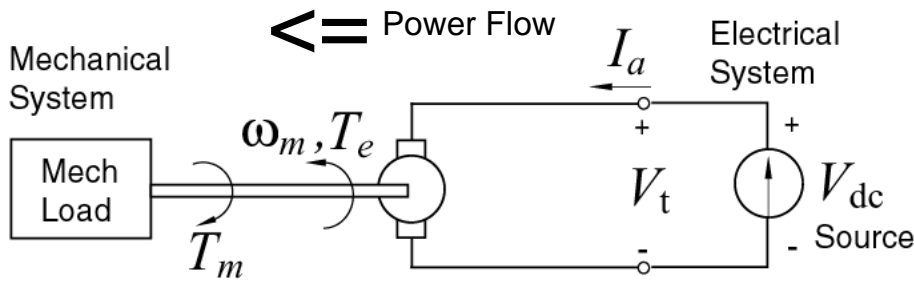 <= Power Flow
Mechanical
System
Electrical
System
I_a
ω_m , T_e
+
+
Mech
Load
V_t
V_dc
Source
T_m
-
-